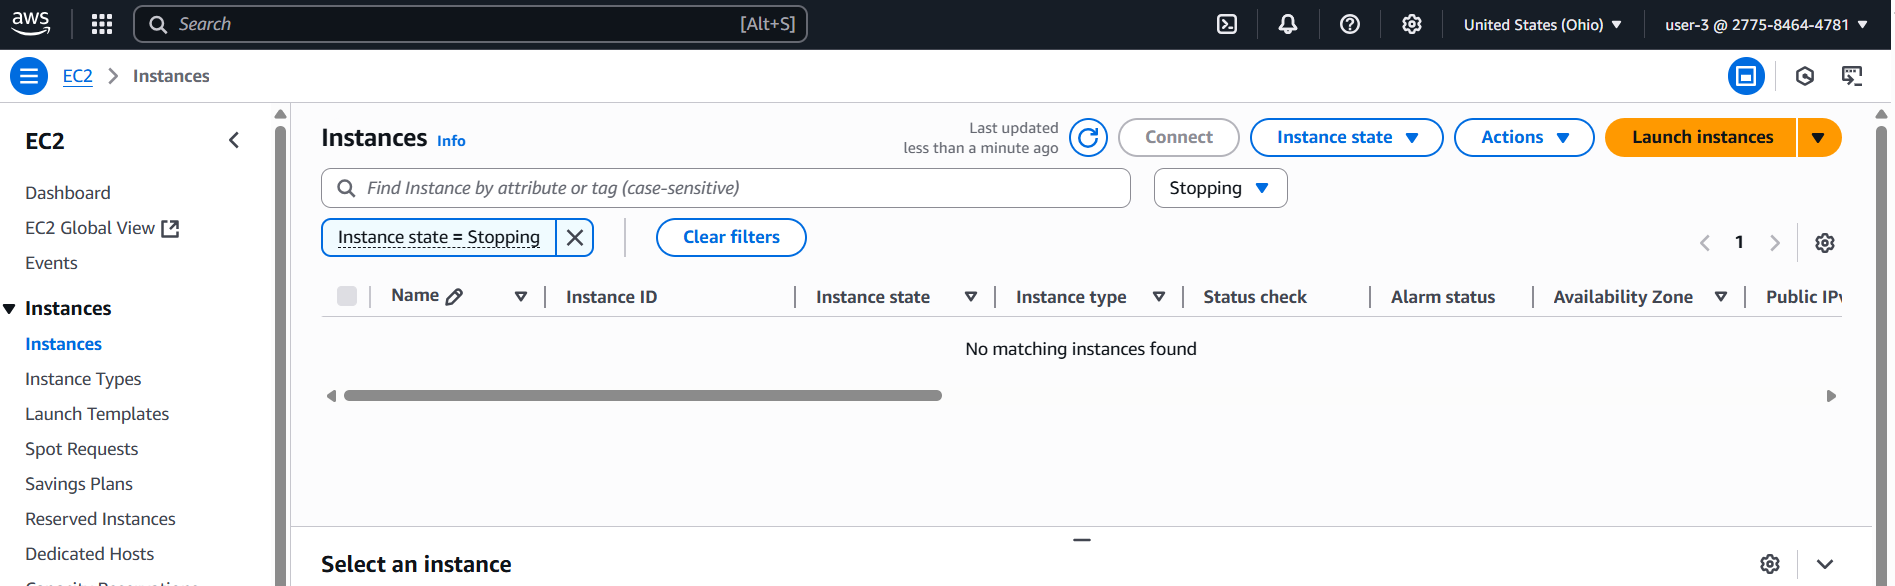 aws
Search [Alt+S]
United States (Ohio)
user-3 @ 2775-8464-4781
EC2 Instances
EC2
Dashboard
EC2 Global View
Events
Instances
Instances
Instance Types
Launch Templates
Spot Requests
Savings Plans
Reserved Instances
Dedicated Hosts
Capacity Reservations
Instances Info
Last updated
less than a minute ago
Connect
Instance state
Actions
Launch instances
Find Instance by attribute or tag (case-sensitive)
Stopping
Instance state = Stopping
Clear filters
1
Name Instance ID Instance state Instance type Status check Alarm status Availability Zone Public IPv
No matching instances found
Select an instance